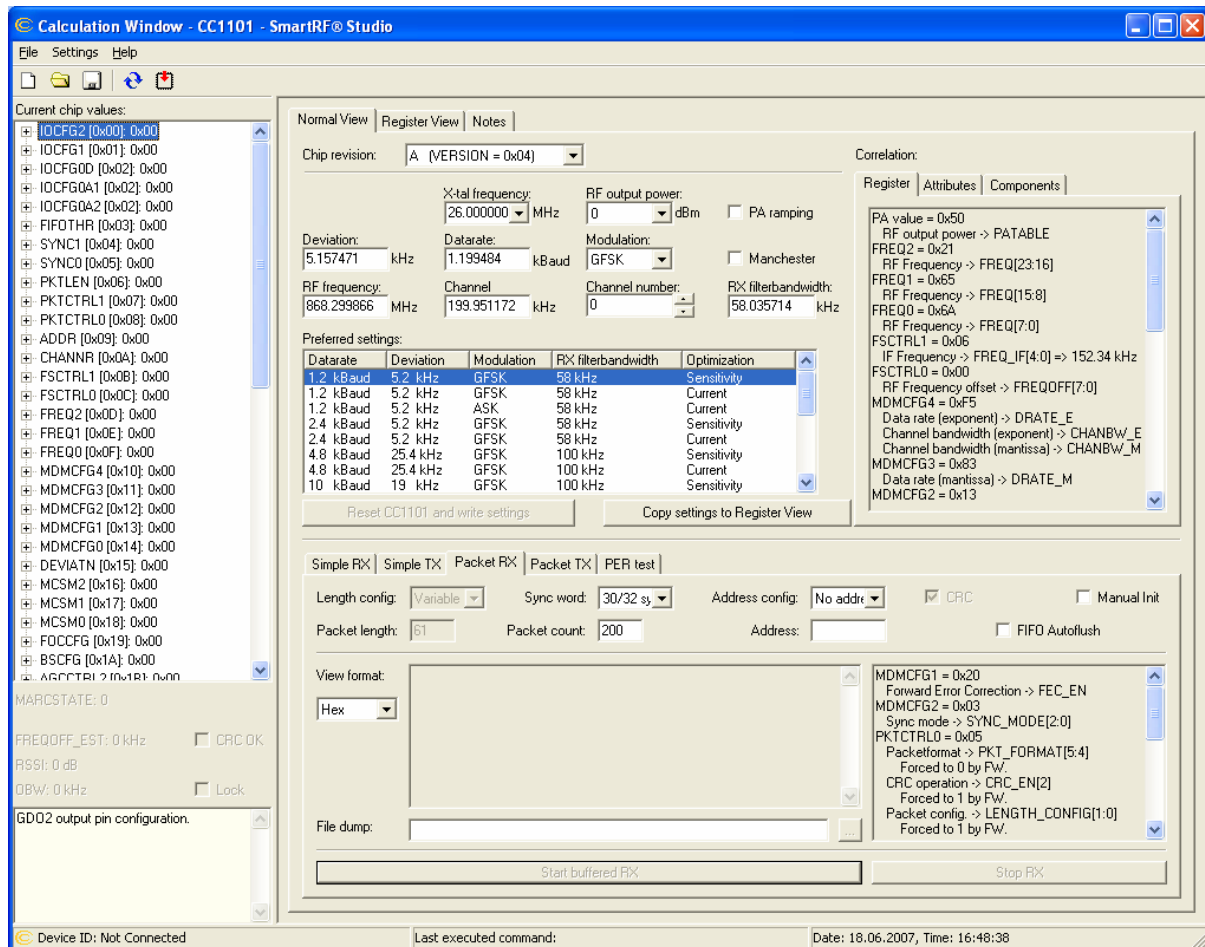 Calculation Window - CC1101 - SmartRF® Studio
File Settings Help
Current chip values:
IOCFG2 [0x00]: 0x00
IOCFG1 [0x01]: 0x00
IOCFG0D [0x02]: 0x00
IOCFG0A1 [0x02]: 0x00
IOCFG0A2 [0x02]: 0x00
FIFOTHR [0x03]: 0x00
SYNC1 [0x04]: 0x00
SYNC0 [0x05]: 0x00
PKTLEN [0x06]: 0x00
PKTCTRL1 [0x07]: 0x00
PKTCTRL0 [0x08]: 0x00
ADDR [0x09]: 0x00
CHANNR [0x0A]: 0x00
FSCTRL1 [0x0B]: 0x00
FSCTRL0 [0x0C]: 0x00
FREQ2 [0x0D]: 0x00
FREQ1 [0x0E]: 0x00
FREQ0 [0x0F]: 0x00
MDMCFG4 [0x10]: 0x00
MDMCFG3 [0x11]: 0x00
MDMCFG2 [0x12]: 0x00
MDMCFG1 [0x13]: 0x00
MDMCFG0 [0x14]: 0x00
DEVIATN [0x15]: 0x00
MCSM2 [0x16]: 0x00
MCSM1 [0x17]: 0x00
MCSM0 [0x18]: 0x00
FOCCFG [0x19]: 0x00
BSCFG [0x1A]: 0x00
AGCCTRL2 [0x1B]: 0x00
MARCSTATE: 0
FREQOFF_EST: 0 kHz CRC OK
RSSI: 0 dB
OBW: 0 kHz Lock
GDO2 output pin configuration.
Normal View Register View Notes
Chip revision: A (VERSION = 0x04)
X-tal frequency: RF output power:
26.000000 MHz 0 dBm PA ramping
Deviation: Datarate: Modulation:
5.157471 kHz 1.199484 kBaud GFSK Manchester
RF frequency: Channel Channel number: RX filterbandwidth:
868.299866 MHz 199.951172 kHz 0 58.035714 kHz
Preferred settings:
Datarate Deviation Modulation RX filterbandwidth Optimization
1.2 kBaud 5.2 kHz GFSK 58 kHz Sensitivity
1.2 kBaud 5.2 kHz GFSK 58 kHz Current
1.2 kBaud 5.2 kHz ASK 58 kHz Current
2.4 kBaud 5.2 kHz GFSK 58 kHz Sensitivity
2.4 kBaud 5.2 kHz GFSK 58 kHz Current
4.8 kBaud 25.4 kHz GFSK 100 kHz Sensitivity
4.8 kBaud 25.4 kHz GFSK 100 kHz Current
10 kBaud 19 kHz GFSK 100 kHz Sensitivity
Reset CC1101 and write settings Copy settings to Register View
Correlation:
Register Attributes Components
PA value = 0x50
RF output power -> PATABLE
FREQ2 = 0x21
RF Frequency -> FREQ[23:16]
FREQ1 = 0x65
RF Frequency -> FREQ[15:8]
FREQ0 = 0x6A
RF Frequency -> FREQ[7:0]
FSCTRL1 = 0x06
IF Frequency -> FREQ_IF[4:0] => 152.34 kHz
FSCTRL0 = 0x00
RF Frequency offset -> FREQOFF[7:0]
MDMCFG4 = 0xF5
Data rate (exponent) -> DRATE_E
Channel bandwidth (exponent) -> CHANBW_E
Channel bandwidth (mantissa) -> CHANBW_M
MDMCFG3 = 0x83
Data rate (mantissa) -> DRATE_M
MDMCFG2 = 0x13
Simple RX Simple TX Packet RX Packet TX PER test
Length config: Variable Sync word: 30/32 sy Address config: No addre CRC Manual Init
Packet length: 61 Packet count: 200 Address: FIFO Autoflush
View format:
Hex
File dump: ...
MDMCFG1 = 0x20
Forward Error Correction -> FEC_EN
MDMCFG2 = 0x03
Sync mode -> SYNC_MODE[2:0]
PKTCTRL0 = 0x05
Packetformat -> PKT_FORMAT[5:4]
Forced to 0 by FW.
CRC operation -> CRC_EN[2]
Forced to 1 by FW.
Packet config. -> LENGTH_CONFIG[1:0]
Forced to 1 by FW.
Start buffered RX Stop RX
Device ID: Not Connected Last executed command: Date: 18.06.2007, Time: 16:48:38